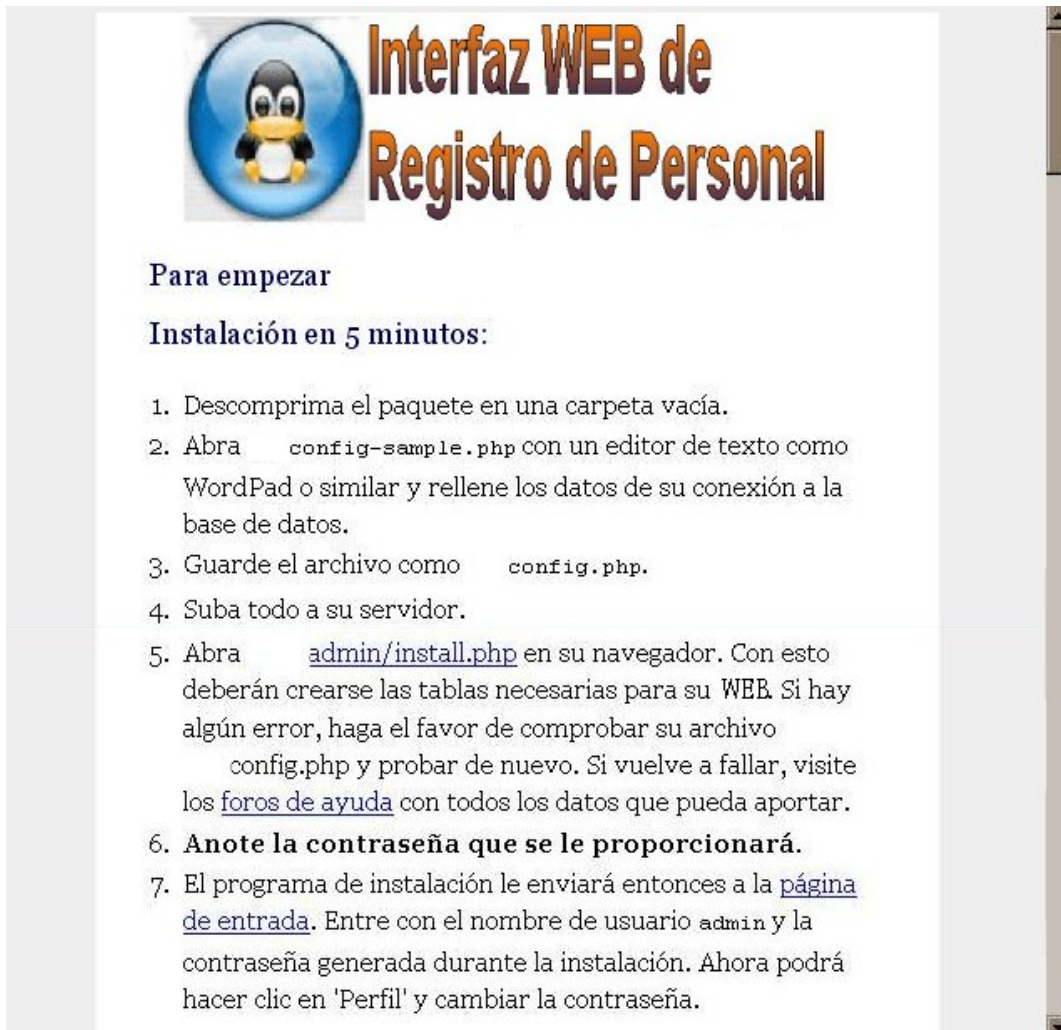 Interfaz WEB de
Registro de Personal
Para empezar
Instalación en 5 minutos:
1. Descomprima el paquete en una carpeta vacía.
2. Abra config-sample.php con un editor de texto como
WordPad o similar y rellene los datos de su conexión a la
base de datos.
3. Guarde el archivo como config.php.
4. Suba todo a su servidor.
5. Abra admin/install.php en su navegador. Con esto
deberán crearse las tablas necesarias para su WEB. Si hay
algún error, haga el favor de comprobar su archivo
config.php y probar de nuevo. Si vuelve a fallar, visite
los foros de ayuda con todos los datos que pueda aportar.
6. Anote la contraseña que se le proporcionará.
7. El programa de instalación le enviará entonces a la página
de entrada. Entre con el nombre de usuario admin y la
contraseña generada durante la instalación. Ahora podrá
hacer clic en 'Perfil' y cambiar la contraseña.